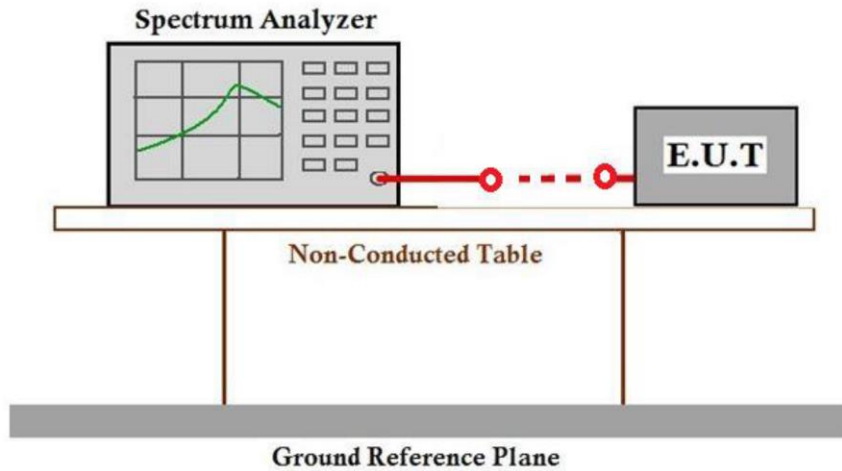 Spectrum Analyzer
E.U.T
Non-Conducted Table
Ground Reference Plane